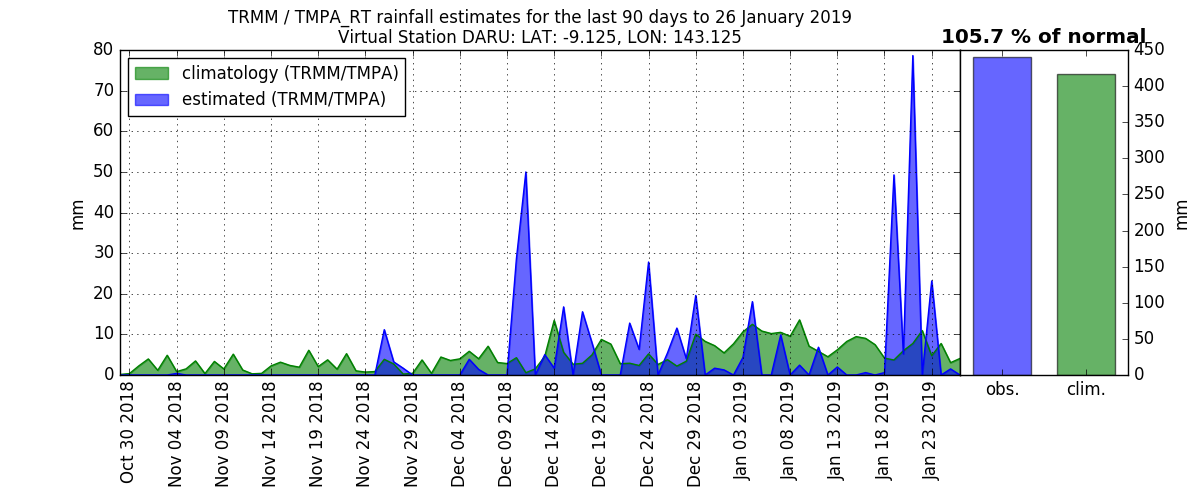 TRMM / TMPA_RT rainfall estimates for the last 90 days to 26 January 2019
Virtual Station DARU: LAT: -9.125, LON: 143.125
105.7 % of normal
climatology (TRMM/TMPA)
estimated (TRMM/TMPA)
mm
80
70
60
50
40
30
20
10
0
Oct 30 2018
Nov 04 2018
Nov 09 2018
Nov 14 2018
Nov 19 2018
Nov 24 2018
Nov 29 2018
Dec 04 2018
Dec 09 2018
Dec 14 2018
Dec 19 2018
Dec 24 2018
Dec 29 2018
Jan 03 2019
Jan 08 2019
Jan 13 2019
Jan 18 2019
Jan 23 2019
obs.
clim.
450
400
350
300
250
200
150
100
50
0
mm